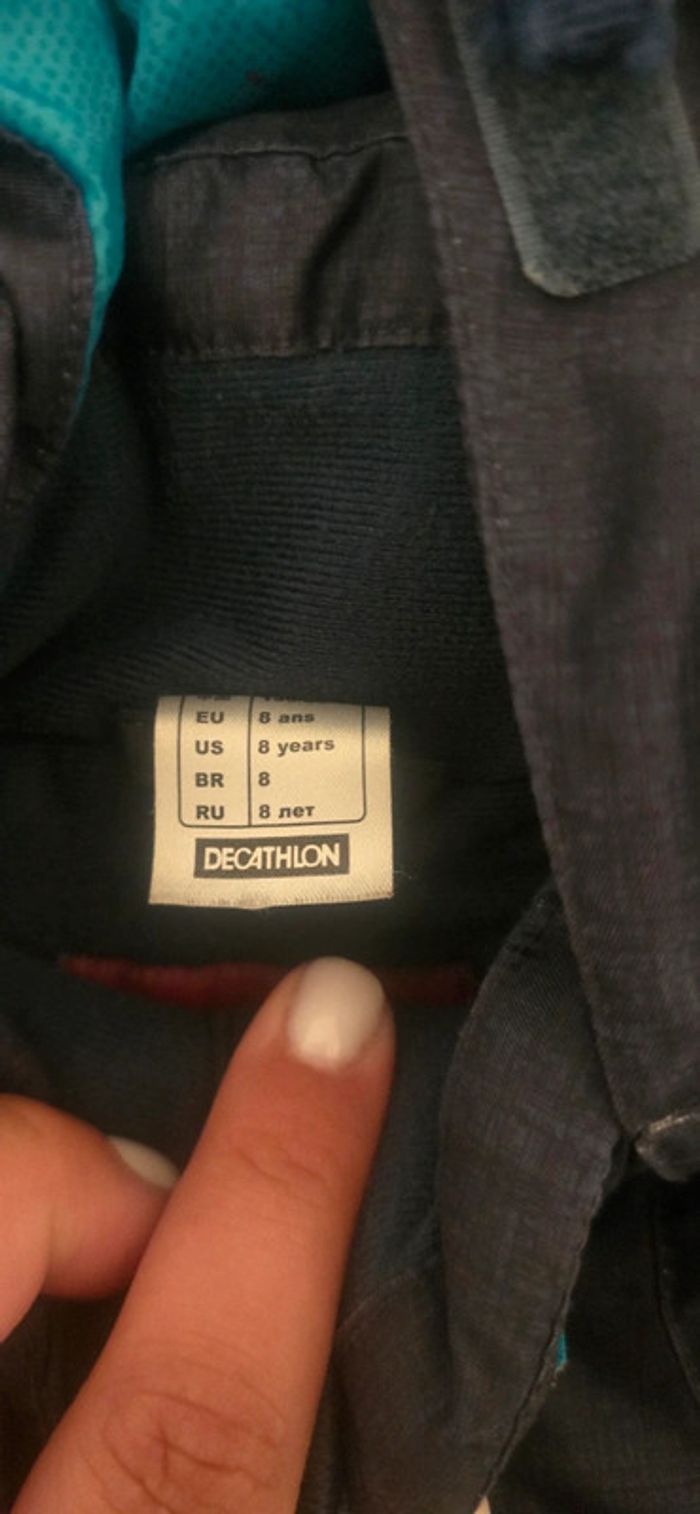 EU 8 ans
US 8 years
BR 8
RU 8 лет
DECATHLON